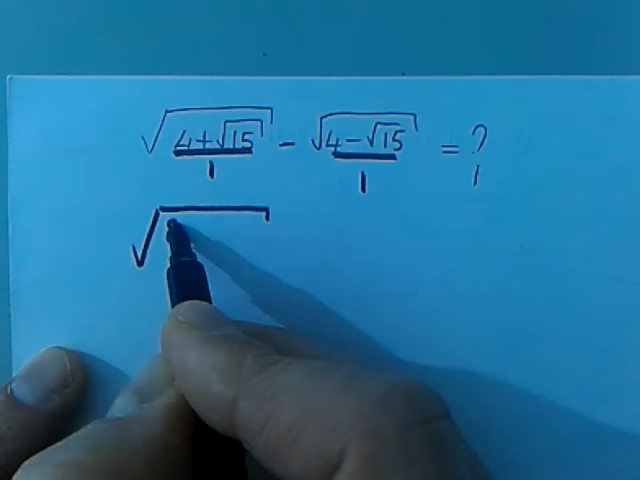 √(4+√15) - √(4-√15) = ?
1 1 1
√